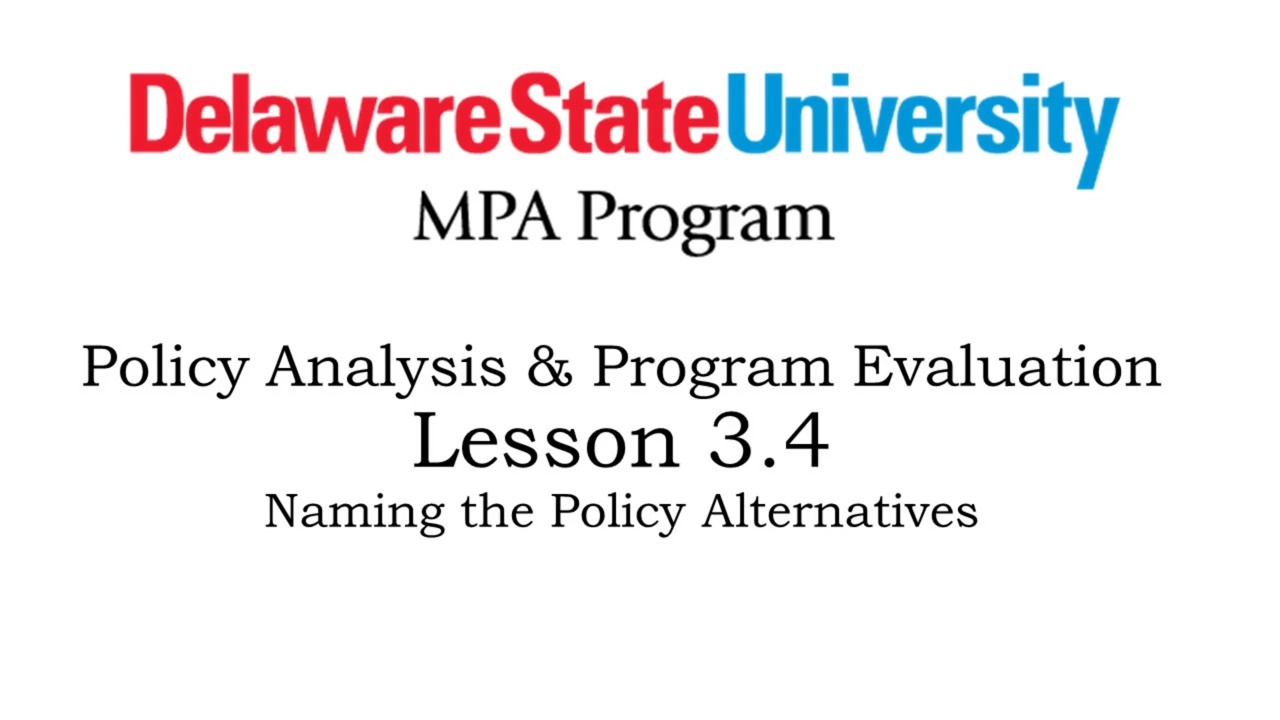 Delaware State University
MPA Program
Policy Analysis & Program Evaluation
Lesson 3.4
Naming the Policy Alternatives